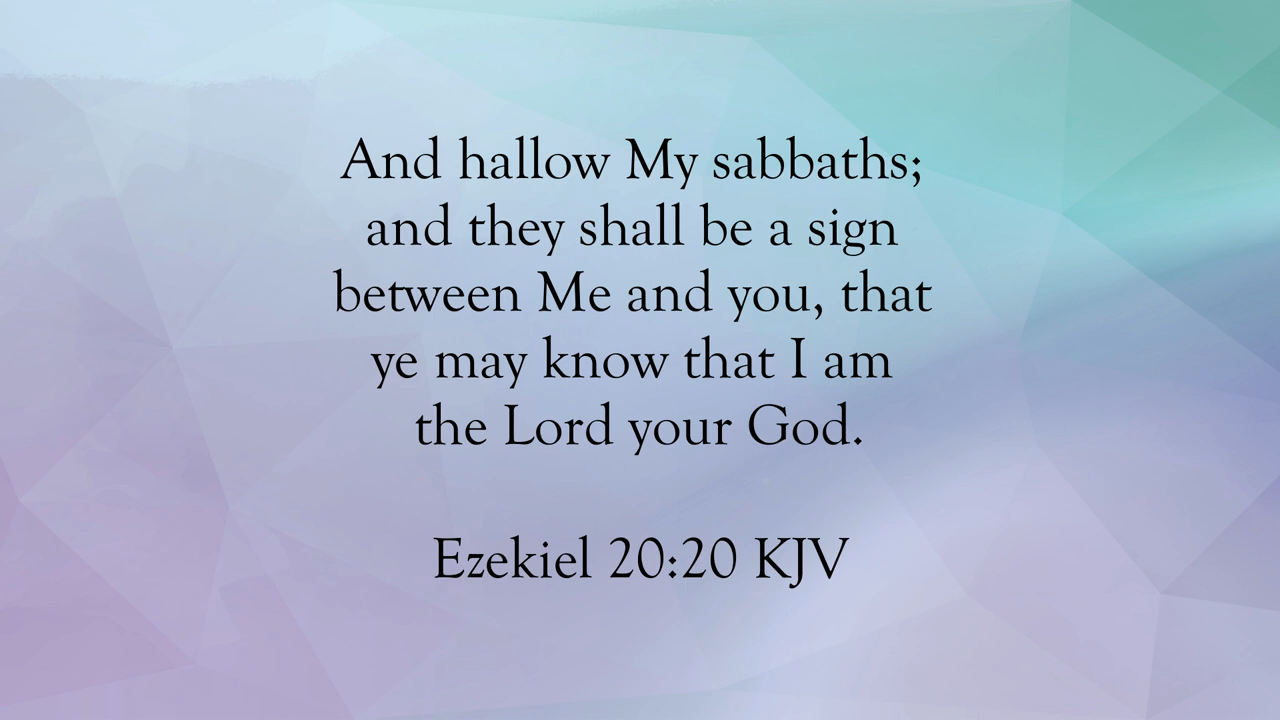 And hallow My sabbaths;
and they shall be a sign
between Me and you, that
ye may know that I am
the Lord your God.
Ezekiel 20:20 KJV